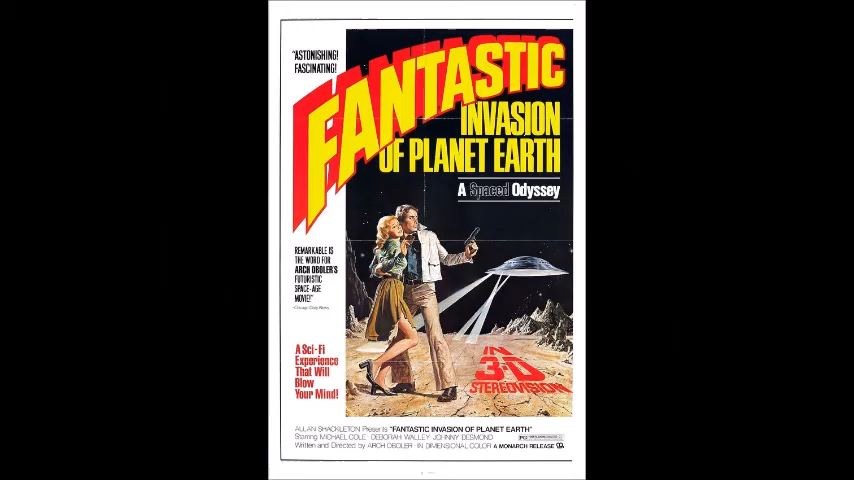 "ASTONISHING!
FASCINATING!
FANTASTIC
INVASION
OF PLANET EARTH
A Spaced Odyssey
REMARKABLE IS
THE WORD FOR
ARCH OBOLER'S
FUTURISTIC
SPACE-AGE
MOVIE!"
A Sci-Fi
Experience
That Will
Blow
Your Mind!
IN
3-D
STEREOVISION
ALLAN SHACKLETON Presents "FANTASTIC INVASION OF PLANET EARTH"
Starring MICHAEL COLE · DEBORAH WALLEY · JOHNNY DESMOND
Written and Directed by ARCH OBOLER · IN DIMENSIONAL COLOR A MONARCH RELEASE
PG